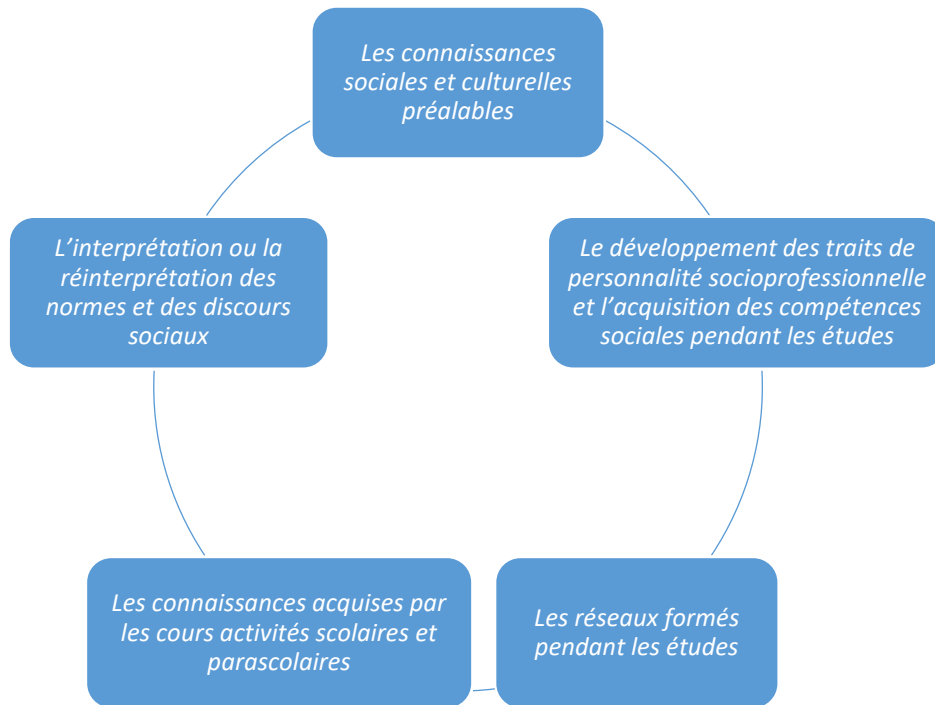 Les connaissances
sociales et culturelles
préalables
L'interprétation ou la
réinterprétation des
normes et des discours
sociaux
Le développement des traits de
personnalité socioprofessionnelle
et l'acquisition des compétences
sociales pendant les études
Les connaissances acquises par
les cours activités scolaires et
parascolaires
Les réseaux formés
pendant les études